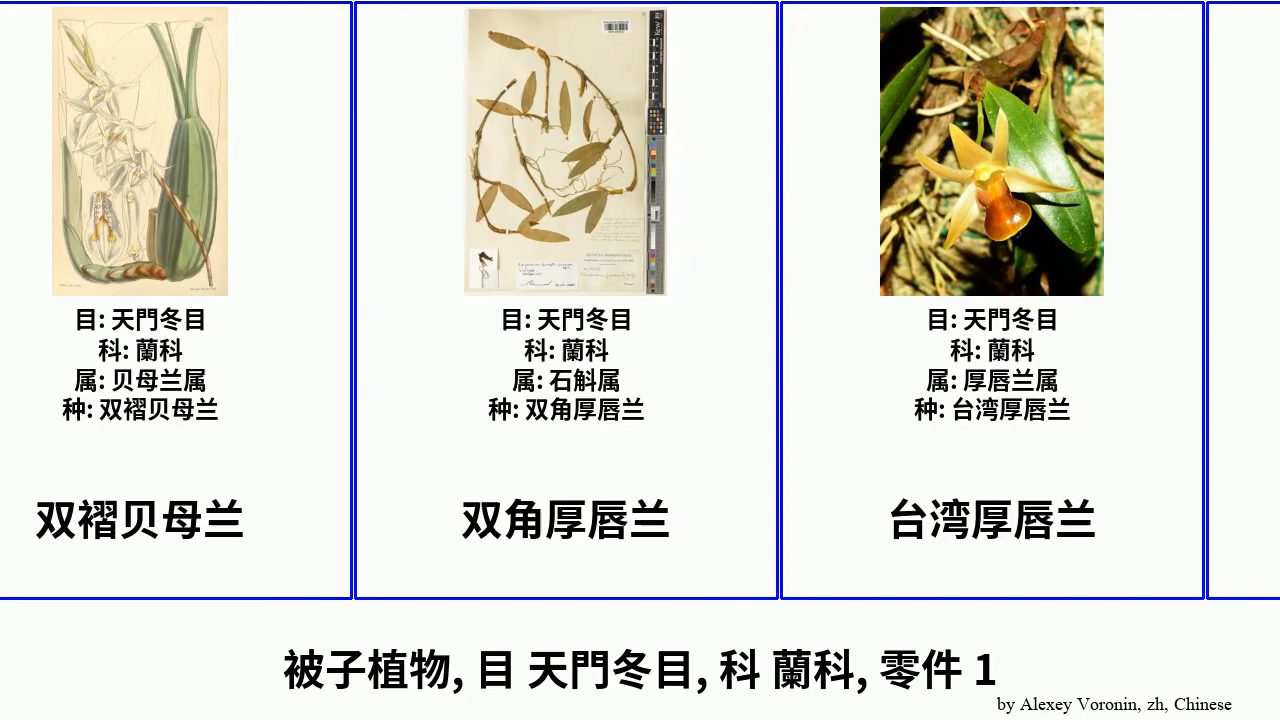 目: 天門冬目
科: 蘭科
属: 贝母兰属
种: 双褶贝母兰
双褶贝母兰
目: 天門冬目
科: 蘭科
属: 石斛属
种: 双角厚唇兰
双角厚唇兰
目: 天門冬目
科: 蘭科
属: 厚唇兰属
种: 台湾厚唇兰
台湾厚唇兰
被子植物, 目 天門冬目, 科 蘭科, 零件 1
by Alexey Voronin, zh, Chinese